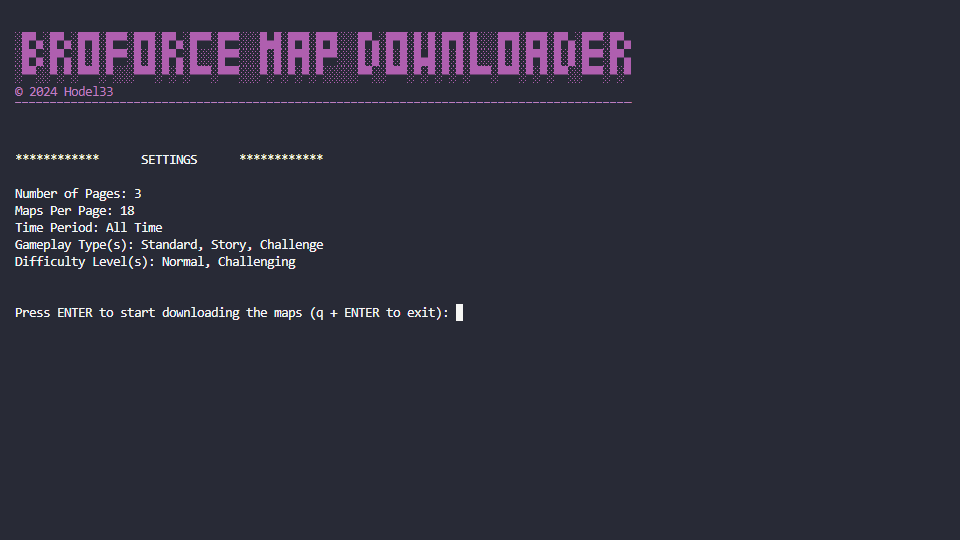 BROFORCE MAP DOWNLOADER
© 2024 Hodel33
************ SETTINGS ************
Number of Pages: 3
Maps Per Page: 18
Time Period: All Time
Gameplay Type(s): Standard, Story, Challenge
Difficulty Level(s): Normal, Challenging
Press ENTER to start downloading the maps (q + ENTER to exit):